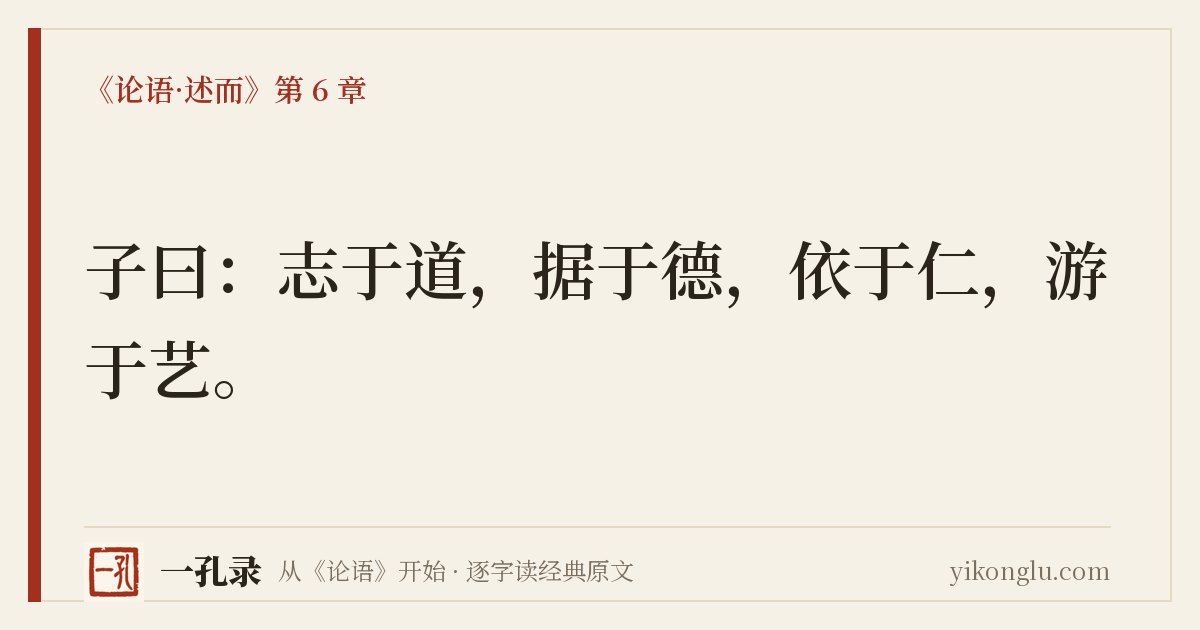 《论语·述而》第 6 章
子曰：志于道，据于德，依于仁，游
于艺。
一孔
一孔录 从《论语》开始 · 逐字读经典原文 yikonglu.com